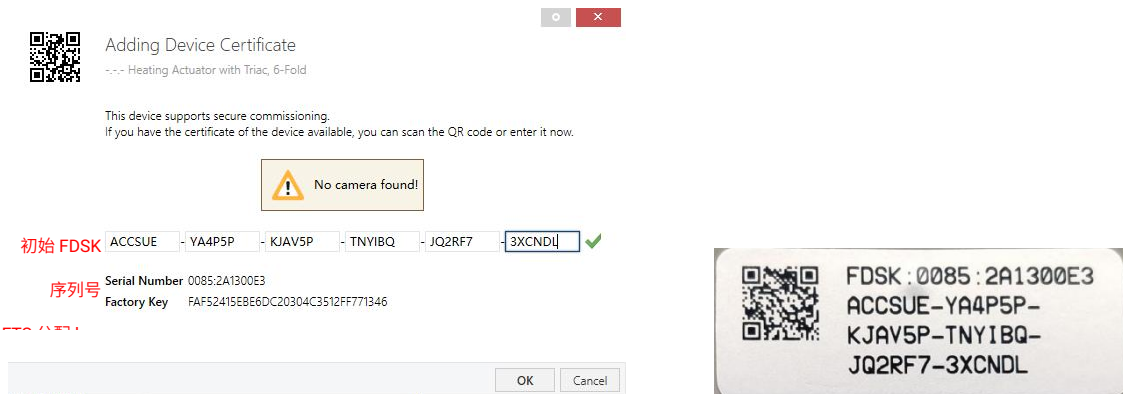 Adding Device Certificate
-.-.- Heating Actuator with Triac, 6-Fold
This device supports secure commissioning.
If you have the certificate of the device available, you can scan the QR code or enter it now.
No camera found!
初始 FDSK ACCSUE - YA4P5P - KJAV5P - TNYIBQ - JQ2RF7 - 3XCNDL
序列号 Serial Number 0085:2A1300E3
Factory Key FAF52415EBE6DC20304C3512FF771346
OK Cancel
FDSK:0085:2A1300E3
ACCSUE-YA4P5P-
KJAV5P-TNYIBQ-
JQ2RF7-3XCNDL